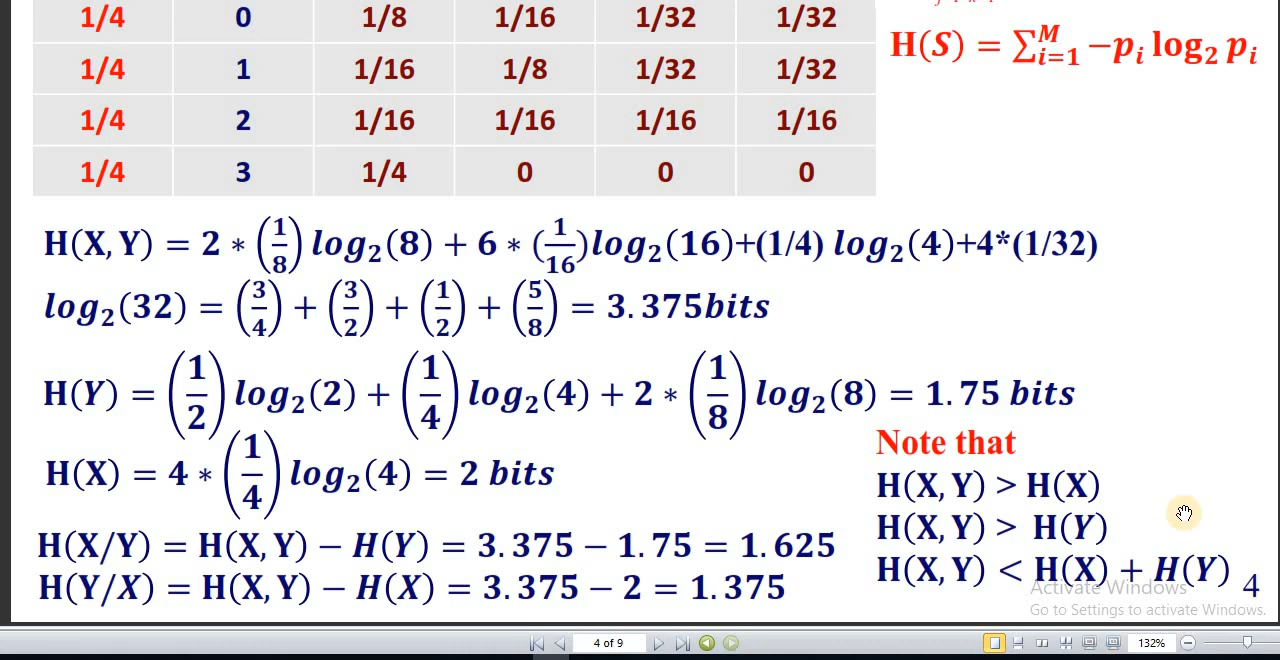 1/4 0 1/8 1/16 1/32 1/32
1/4 1 1/16 1/8 1/32 1/32
1/4 2 1/16 1/16 1/16 1/16
1/4 3 1/4 0 0 0
H(S) = ∑_{i=1}^{M} −p_i log_2 p_i
H(X, Y) = 2 * (1/8) log_2(8) + 6 * (1/16)log_2(16)+(1/4) log_2(4)+4*(1/32)
log_2(32) = (3/4) + (3/2) + (1/2) + (5/8) = 3.375bits
H(Y) = (1/2) log_2(2) + (1/4) log_2(4) + 2 * (1/8) log_2(8) = 1.75 bits
H(X) = 4 * (1/4) log_2(4) = 2 bits
H(X/Y) = H(X, Y) − H(Y) = 3.375 − 1.75 = 1.625
H(Y/X) = H(X, Y) − H(X) = 3.375 − 2 = 1.375
Note that
H(X, Y) > H(X)
H(X, Y) > H(Y)
H(X, Y) < H(X) + H(Y)
4
Activate Windows
Go to Settings to activate Windows.
4 of 9
132%